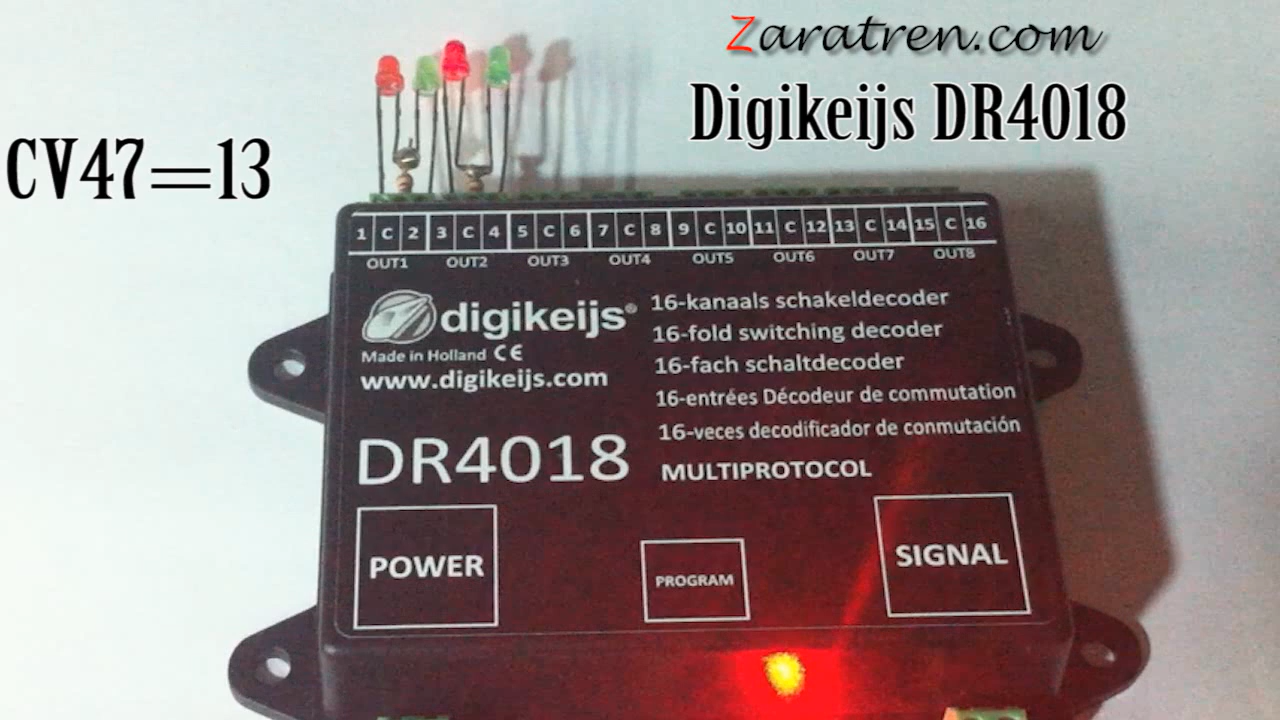 Zaratren.com
Digikeijs DR4018
CV47=13
1 C 2 3 C 4 5 C 6 7 C 8 9 C 10 11 C 12 13 C 14 15 C 16
OUT1 OUT2 OUT3 OUT4 OUT5 OUT6 OUT7 OUT8
digikeijs®
Made in Holland CE
www.digikeijs.com
16-kanaals schakeldecoder
16-fold switching decoder
16-fach schaltdecoder
16-entrées Décodeur de commutation
16-veces decodificador de conmutación
DR4018
MULTIPROTOCOL
POWER
PROGRAM
SIGNAL